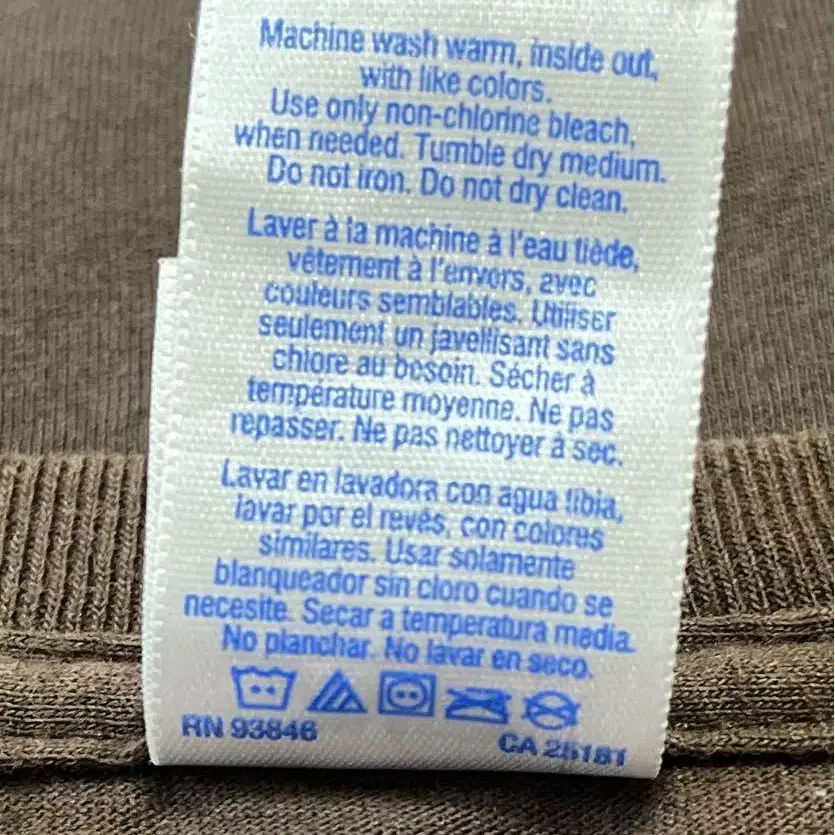 Machine wash warm, inside out,
with like colors.
Use only non-chlorine bleach,
when needed. Tumble dry medium.
Do not iron. Do not dry clean.
Laver à la machine à l'eau tiède,
vêtement à l'envers, avec
couleurs semblables. Utiliser
seulement un javellisant sans
chlore au besoin. Sécher à
température moyenne. Ne pas
repasser. Ne pas nettoyer à sec.
Lavar en lavadora con agua tibia,
lavar por el revés, con colores
similares. Usar solamente
blanqueador sin cloro cuando se
necesite. Secar a temperatura media.
No planchar. No lavar en seco.
RN 93846
CA 25181